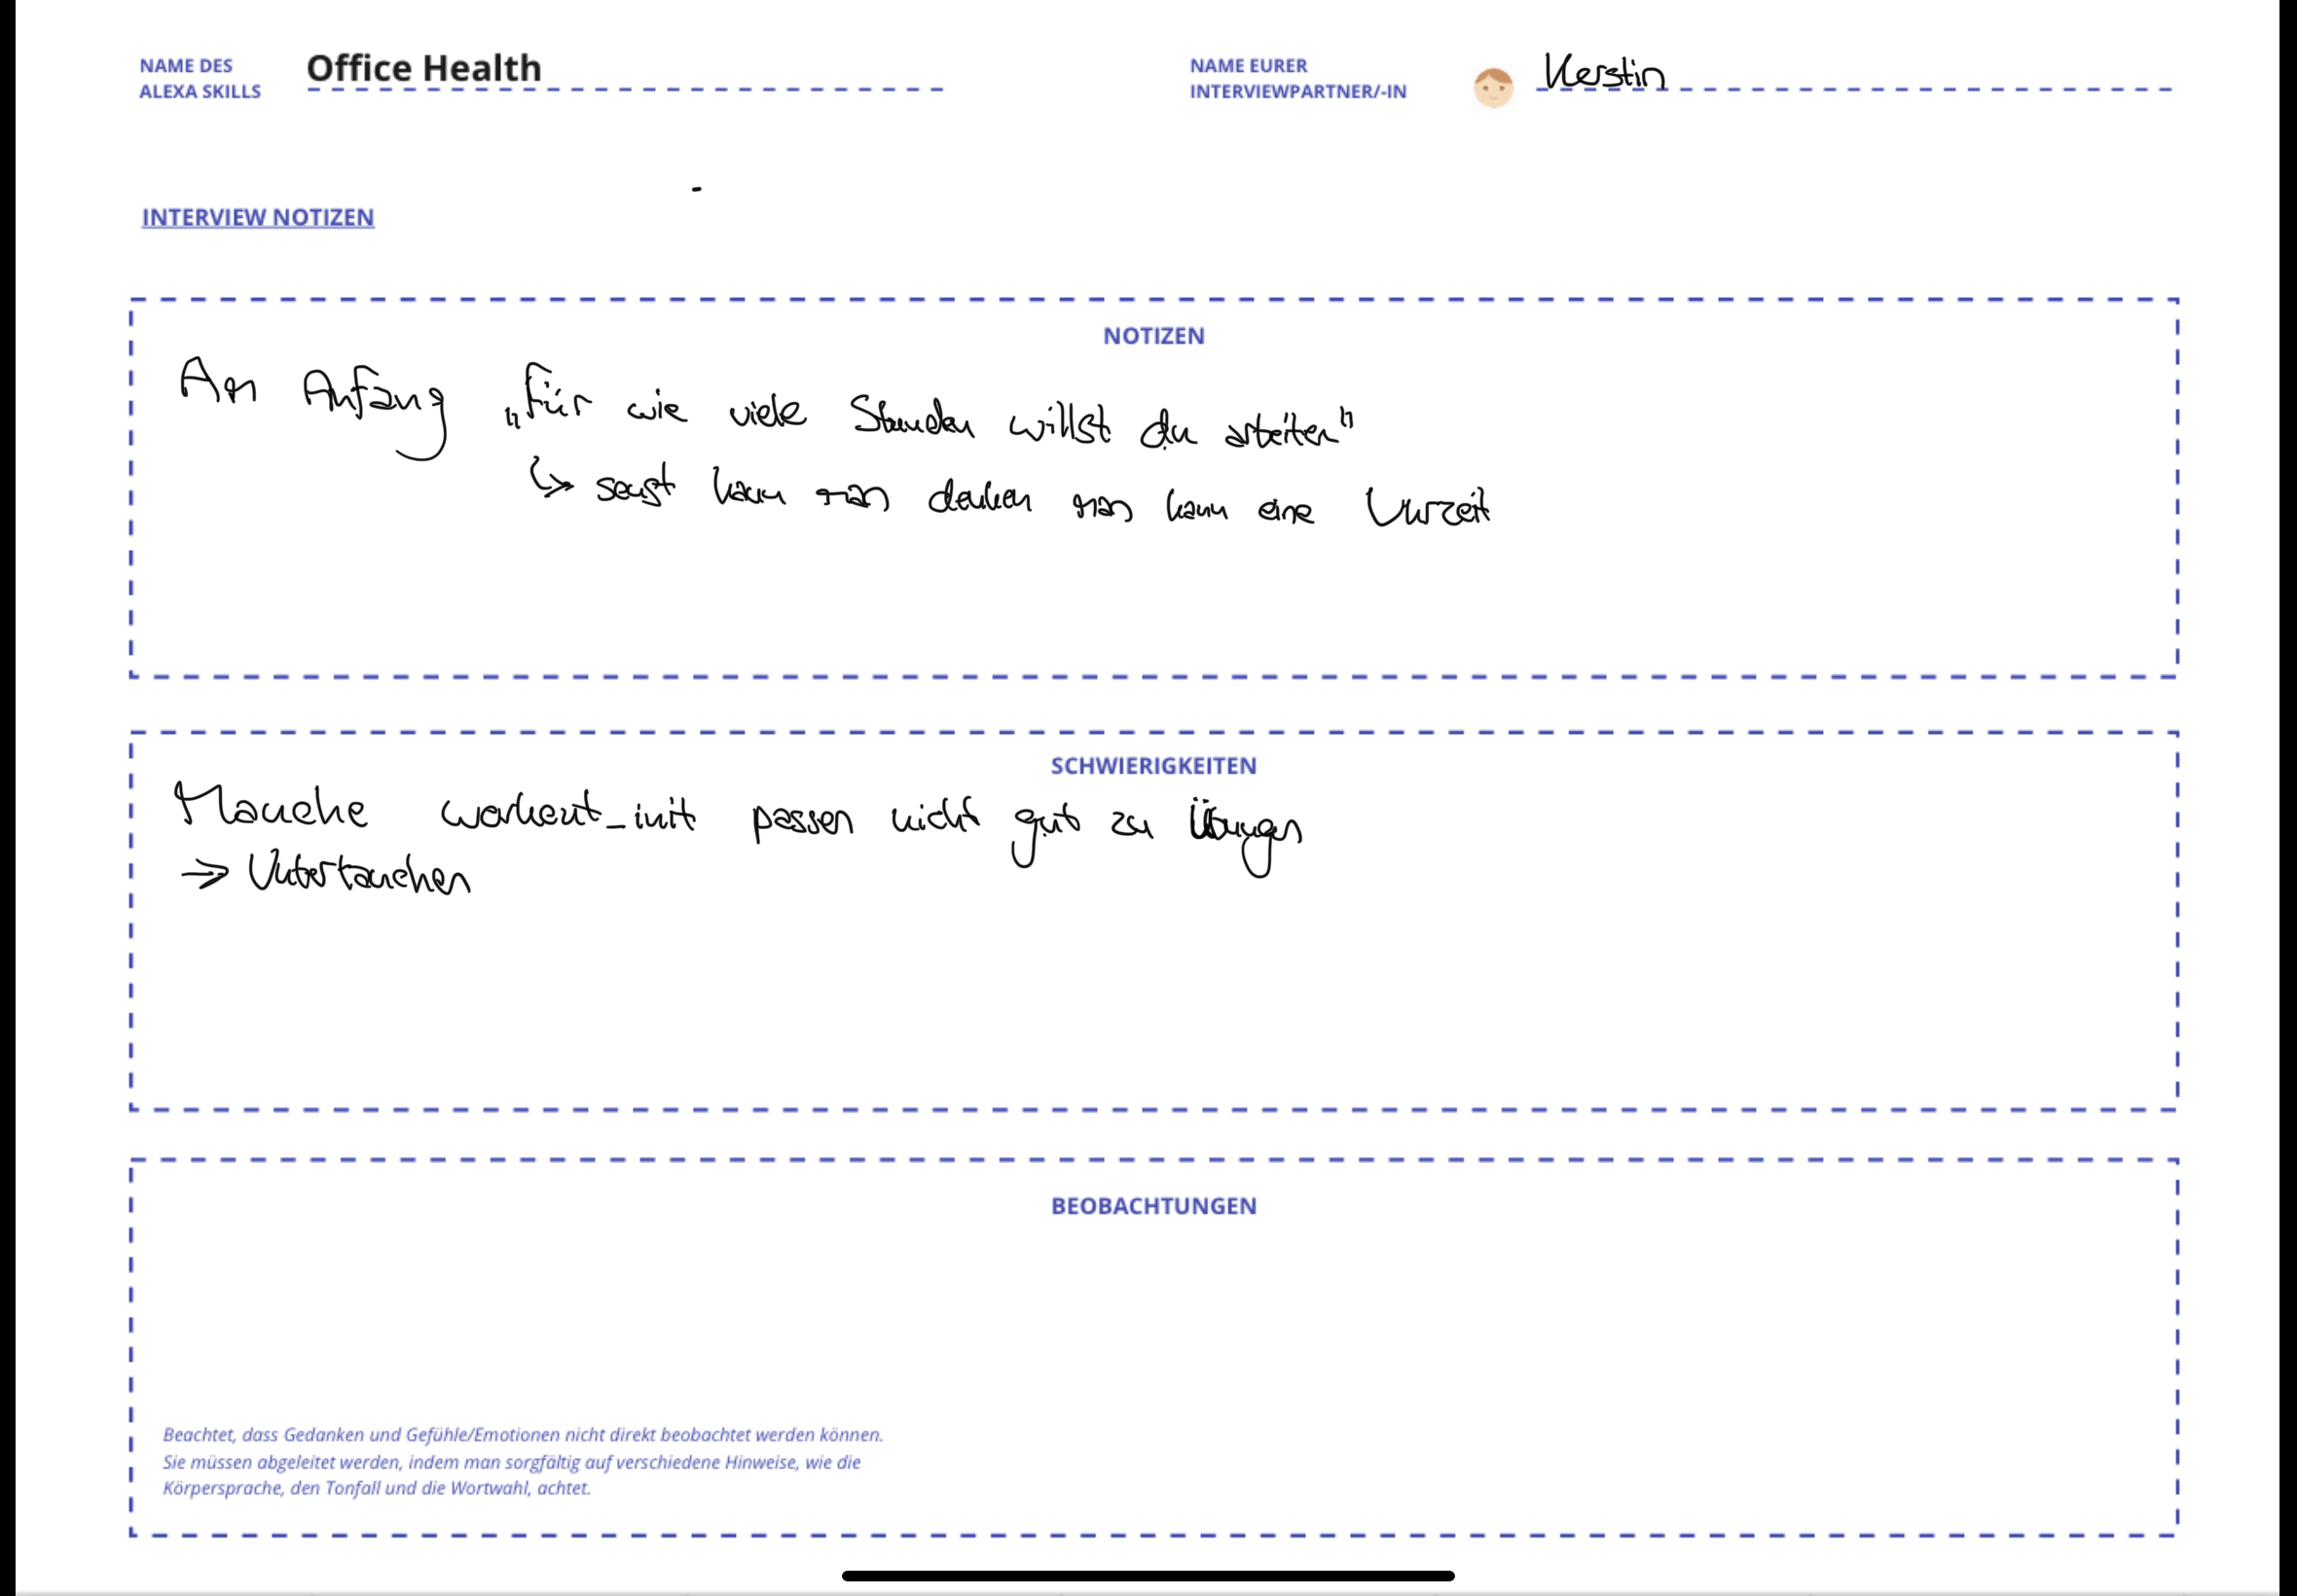 NAME DES
ALEXA SKILLS
Office Health
NAME EURER
INTERVIEWPARTNER/-IN
Kerstin
INTERVIEW NOTIZEN
NOTIZEN
Am Anfang „Für wie viele Stunden willst du arbeiten"
↳ sonst kann man denken man kann eine Uhrzeit
SCHWIERIGKEITEN
Manche passen nicht gut zu Übungen
→ Untertauchen
BEOBACHTUNGEN
Beachtet, dass Gedanken und Gefühle/Emotionen nicht direkt beobachtet werden können.
Sie müssen abgeleitet werden, indem man sorgfältig auf verschiedene Hinweise, wie die
Körpersprache, den Tonfall und die Wortwahl, achtet.